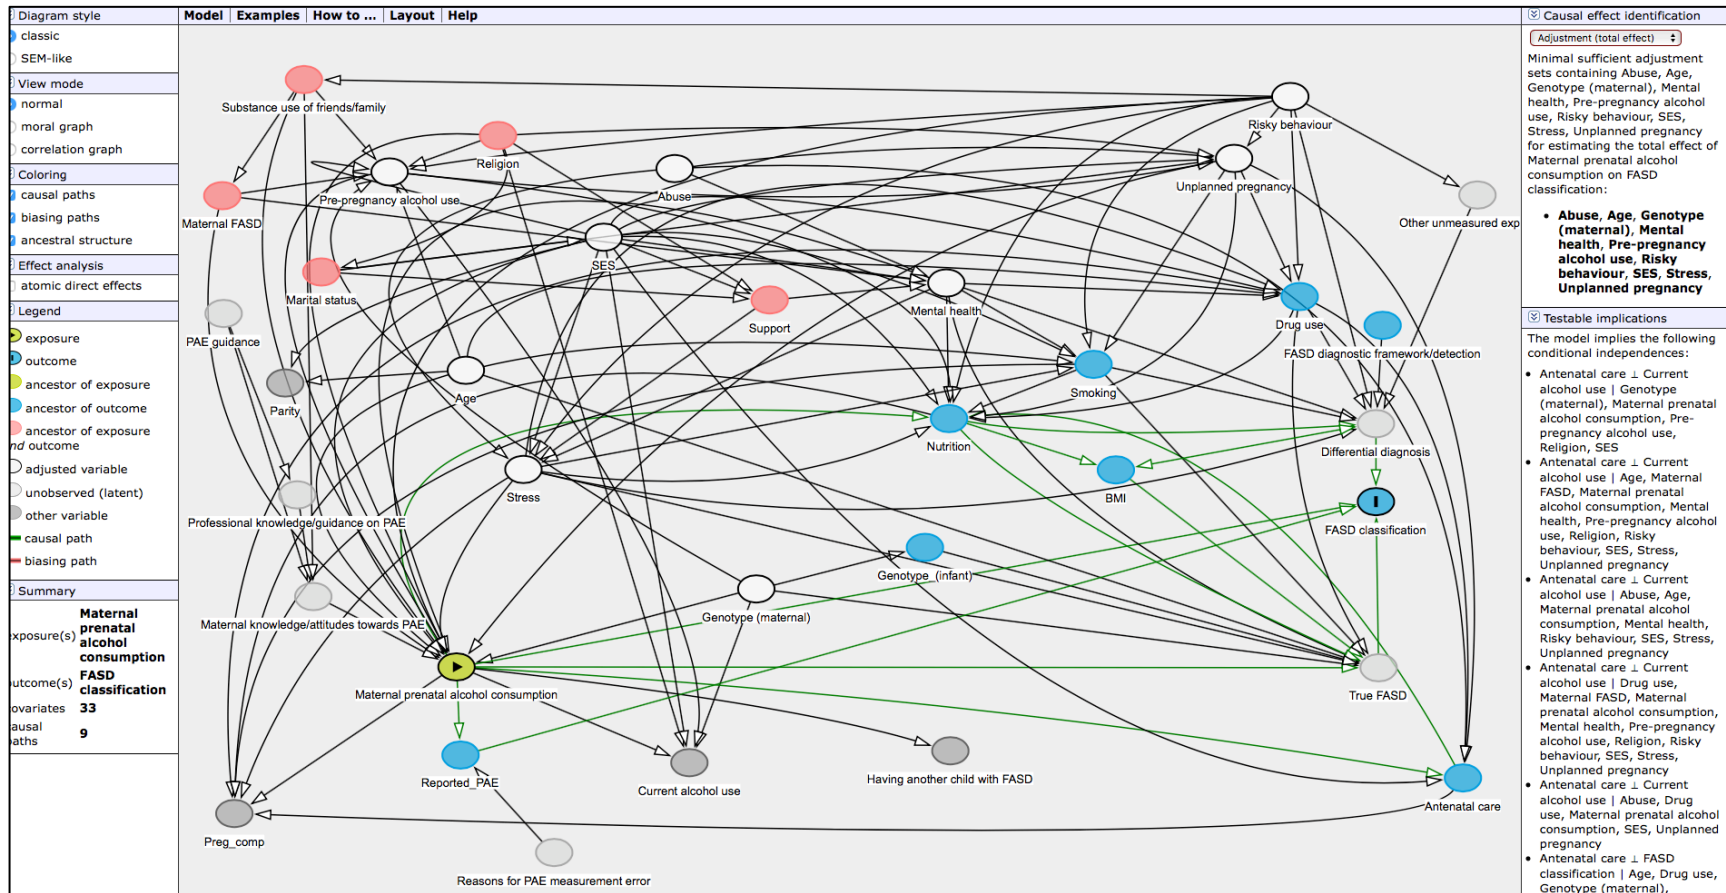 Diagram style
classic
SEM-like
View mode
normal
moral graph
correlation graph
Coloring
causal paths
biasing paths
ancestral structure
Effect analysis
atomic direct effects
Legend
exposure
outcome
ancestor of exposure
ancestor of outcome
ancestor of exposure
nd outcome
adjusted variable
unobserved (latent)
other variable
causal path
biasing path
Summary
exposure(s) Maternal prenatal alcohol consumption
outcome(s) FASD classification
ovariates 33
ausal aths 9
Model | Examples | How to ... | Layout | Help
Substance use of friends/family
Risky behaviour
Religion
Pre-pregnancy alcohol use
Abuse
Unplanned pregnancy
Maternal FASD
Other unmeasured exp
SES
Marital status
Support
Mental health
Drug use
PAE guidance
FASD diagnostic framework/detection
Parity
Age
Smoking
Nutrition
Differential diagnosis
Stress
BMI
Professional knowledge/guidance on PAE
FASD classification
Genotype_(infant)
Maternal knowledge/attitudes towards PAE
Genotype (maternal)
Maternal prenatal alcohol consumption
True FASD
Reported_PAE
Current alcohol use
Having another child with FASD
Antenatal care
Preg_comp
Reasons for PAE measurement error
Causal effect identification
Adjustment (total effect)
Minimal sufficient adjustment
sets containing Abuse, Age,
Genotype (maternal), Mental
health, Pre-pregnancy alcohol
use, Risky behaviour, SES,
Stress, Unplanned pregnancy
for estimating the total effect of
Maternal prenatal alcohol
consumption on FASD
classification:
• Abuse, Age, Genotype
(maternal), Mental
health, Pre-pregnancy
alcohol use, Risky
behaviour, SES, Stress,
Unplanned pregnancy
Testable implications
The model implies the following
conditional independences:
• Antenatal care ⊥ Current
alcohol use | Genotype
(maternal), Maternal prenatal
alcohol consumption, Pre-
pregnancy alcohol use,
Religion, SES
• Antenatal care ⊥ Current
alcohol use | Age, Maternal
FASD, Maternal prenatal
alcohol consumption, Mental
health, Pre-pregnancy alcohol
use, Religion, Risky
behaviour, SES, Stress,
Unplanned pregnancy
• Antenatal care ⊥ Current
alcohol use | Abuse, Age,
Maternal prenatal alcohol
consumption, Mental health,
Risky behaviour, SES, Stress,
Unplanned pregnancy
• Antenatal care ⊥ Current
alcohol use | Drug use,
Maternal FASD, Maternal
prenatal alcohol consumption,
Mental health, Pre-pregnancy
alcohol use, Religion, Risky
behaviour, SES, Stress,
Unplanned pregnancy
• Antenatal care ⊥ Current
alcohol use | Abuse, Drug
use, Maternal prenatal alcohol
consumption, SES, Unplanned
pregnancy
• Antenatal care ⊥ FASD
classification | Age, Drug use,
Genotype (maternal),